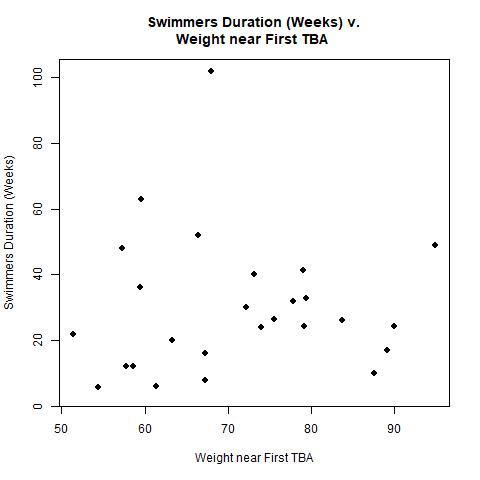 Swimmers Duration (Weeks) v.
Weight near First TBA
Swimmers Duration (Weeks)
100
80
60
40
20
0
50 60 70 80 90
Weight near First TBA